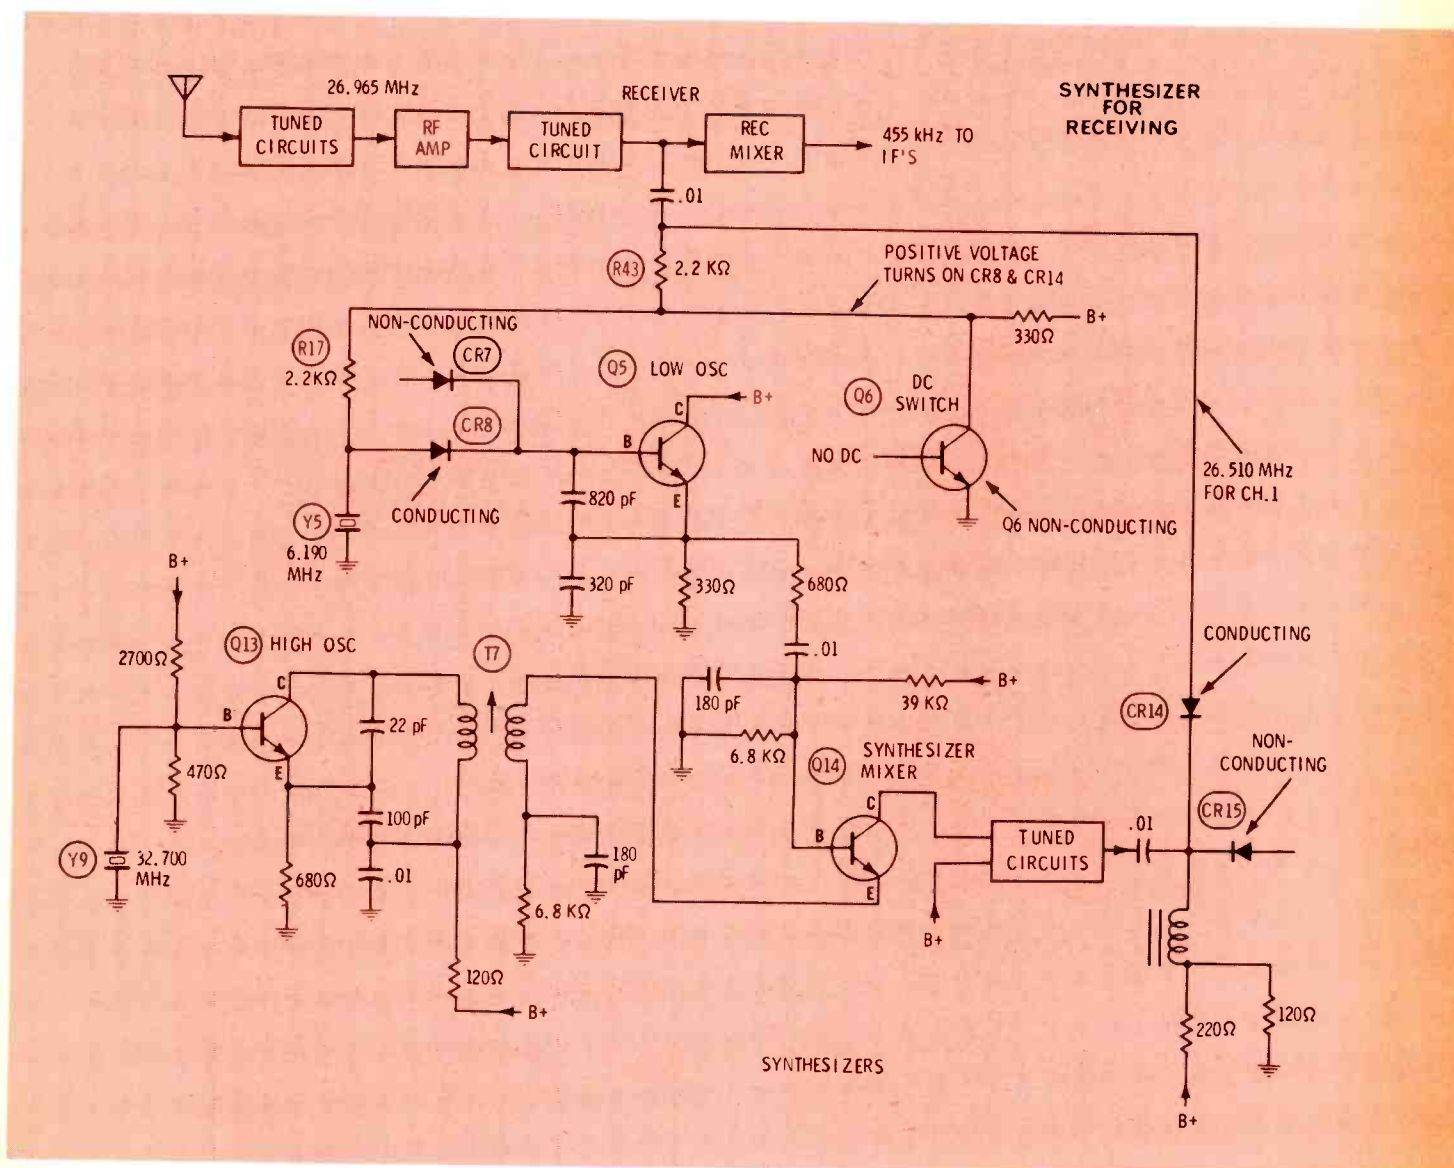 SYNTHESIZER
FOR
RECEIVING
26.965 MHz
RECEIVER
TUNED
CIRCUITS
RF
AMP
TUNED
CIRCUIT
REC
MIXER
455 kHz TO
IF'S
.01
R43
2.2 KΩ
POSITIVE VOLTAGE
TURNS ON CR8 & CR14
330Ω
B+
NON-CONDUCTING
CR7
R17
2.2KΩ
Q5
LOW OSC
C
B+
B
E
Q6
DC
SWITCH
NO DC
Q6 NON-CONDUCTING
CR8
CONDUCTING
26.510 MHz
FOR CH.1
820 pF
Y5
6.190
MHz
320 pF
330Ω
680Ω
.01
B+
2700Ω
Q13
HIGH OSC
T7
C
B
E
22 pF
470Ω
100 pF
.01
680Ω
Y9
32.700
MHz
180
pF
6.8 KΩ
120Ω
B+
180 pF
39 KΩ
B+
6.8 KΩ
Q14
SYNTHESIZER
MIXER
C
B
E
TUNED
CIRCUITS
B+
.01
CONDUCTING
CR14
NON-
CONDUCTING
CR15
220Ω
120Ω
B+
SYNTHESIZERS